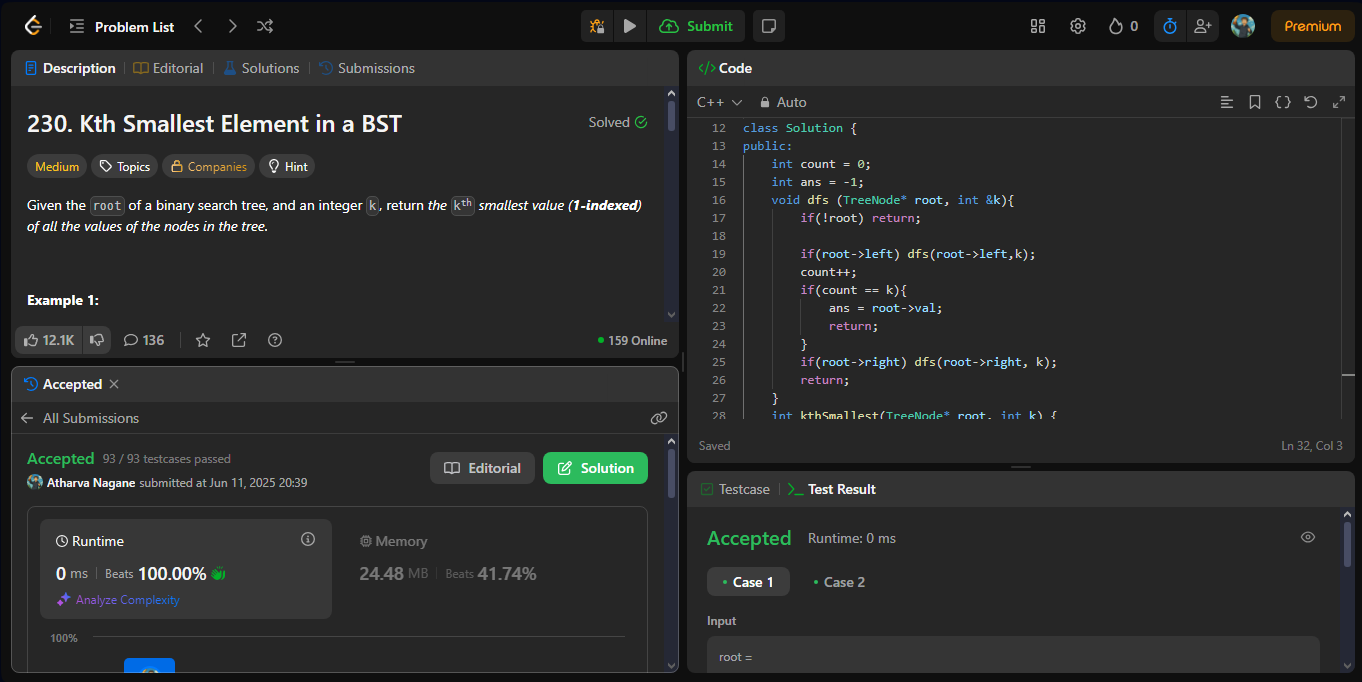 Problem List
Submit
0
Premium
Description
Editorial
Solutions
Submissions
230. Kth Smallest Element in a BST
Solved
Medium
Topics
Companies
Hint
Given the root of a binary search tree, and an integer k, return the kth smallest value (1-indexed)
of all the values of the nodes in the tree.
Example 1:
12.1K
136
159 Online
Accepted
All Submissions
Accepted 93 / 93 testcases passed
Atharva Nagane submitted at Jun 11, 2025 20:39
Editorial
Solution
Runtime
0 ms Beats 100.00%
Analyze Complexity
Memory
24.48 MB Beats 41.74%
100%
</> Code
C++
Auto
12 class Solution {
13 public:
14 int count = 0;
15 int ans = -1;
16 void dfs (TreeNode* root, int &k){
17 if(!root) return;
18
19 if(root->left) dfs(root->left,k);
20 count++;
21 if(count == k){
22 ans = root->val;
23 return;
24 }
25 if(root->right) dfs(root->right, k);
26 return;
27 }
28 int kthSmallest(TreeNode* root, int k) {
Saved
Ln 32, Col 3
Testcase
Test Result
Accepted Runtime: 0 ms
Case 1
Case 2
Input
root =